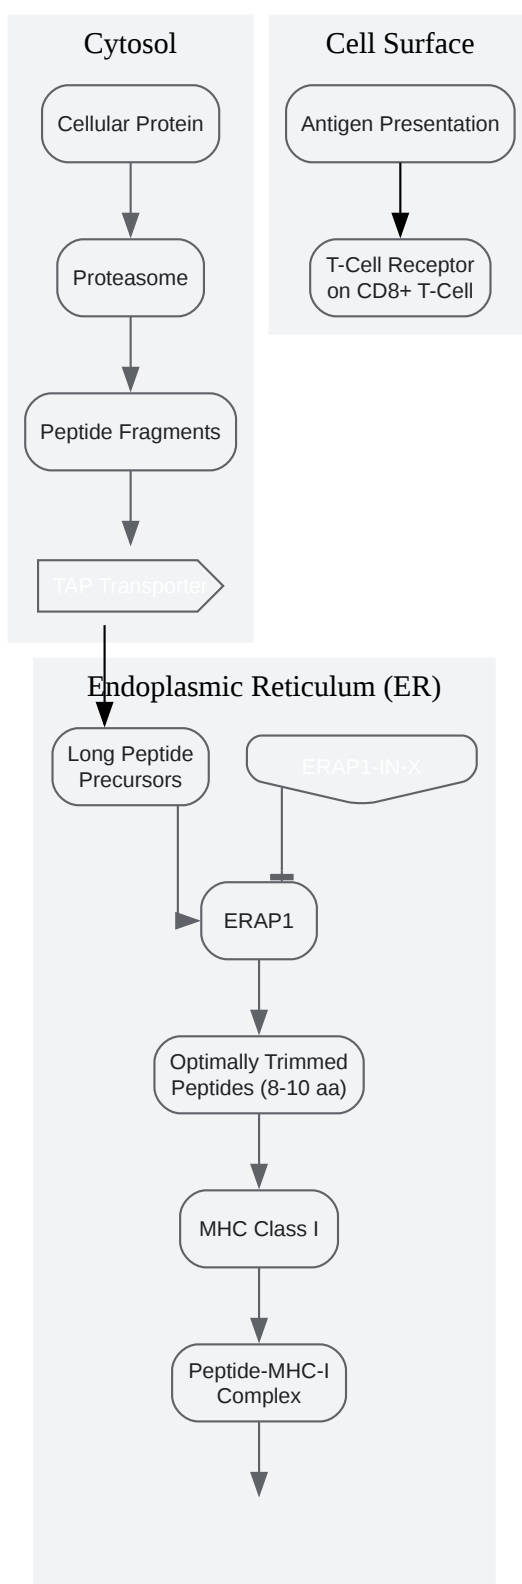 Cytosol
Cellular Protein
Proteasome
Peptide Fragments
TAP Transporter
Cell Surface
Antigen Presentation
T-Cell Receptor
on CD8+ T-Cell
Endoplasmic Reticulum (ER)
Long Peptide
Precursors
ERAP1-IN-X
ERAP1
Optimally Trimmed
Peptides (8-10 aa)
MHC Class I
Peptide-MHC-I
Complex